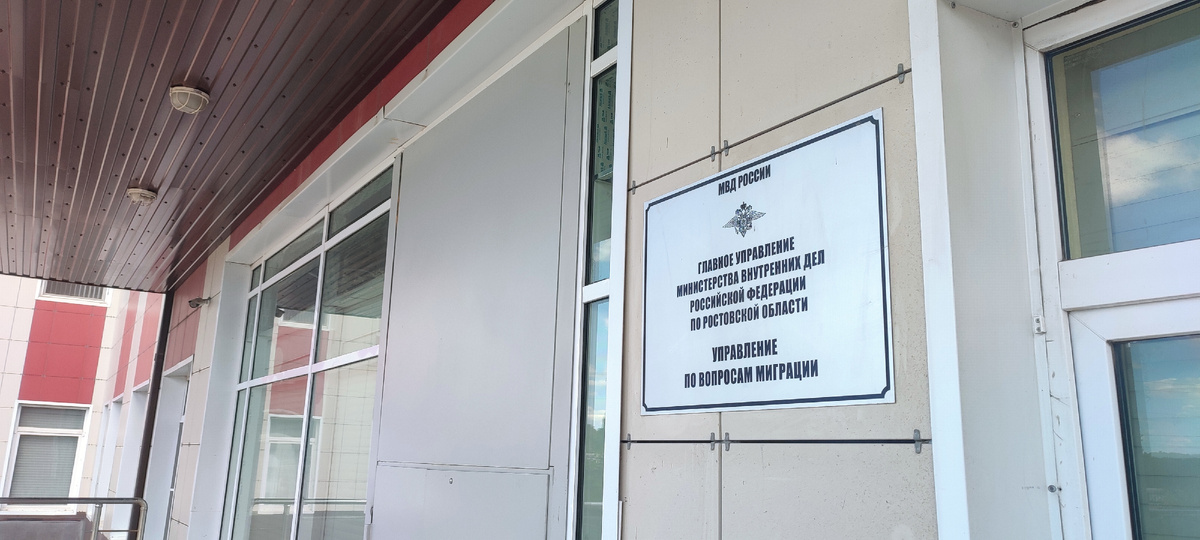 МВД РОССИИ
ГЛАВНОЕ УПРАВЛЕНИЕ
МИНИСТЕРСТВА ВНУТРЕННИХ ДЕЛ
РОССИЙСКОЙ ФЕДЕРАЦИИ
ПО РОСТОВСКОЙ ОБЛАСТИ
УПРАВЛЕНИЕ
ПО ВОПРОСАМ МИГРАЦИИ